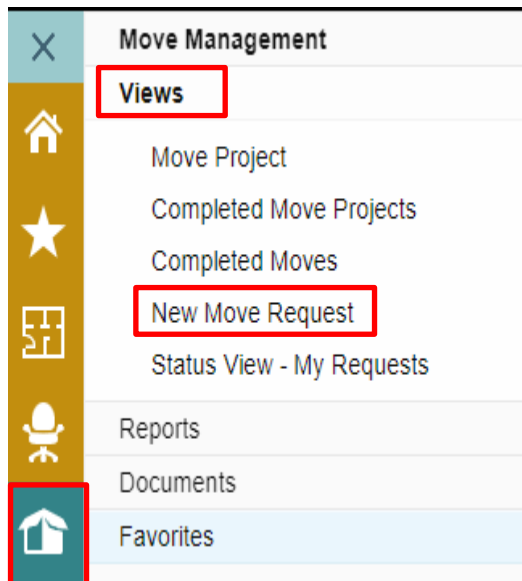 Move Management
Views
Move Project
Completed Move Projects
Completed Moves
New Move Request
Status View - My Requests
Reports
Documents
Favorites